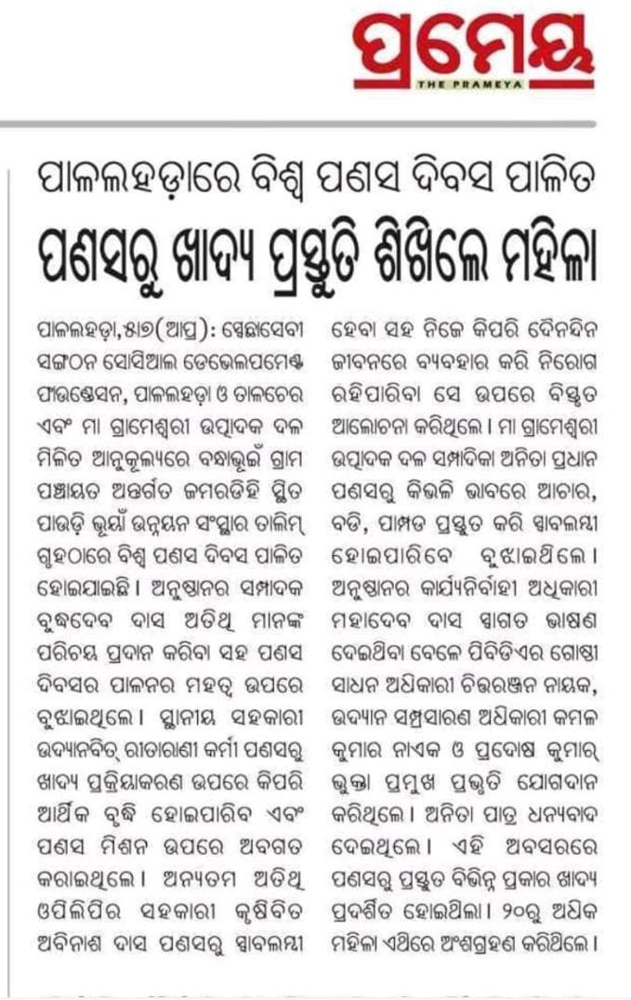 ପ୍ରମେୟ
THE PRAMEYA
ପାଳଲହଡ଼ାରେ ବିଶ୍ୱ ପଣସ ଦିବସ ପାଳିତ
ପଣସରୁ ଖାଦ୍ୟ ପ୍ରସ୍ତୁତି ଶିଖିଲେ ମହିଳା
ପାଳଲହଡ଼ା,୫ା୭(ଆପ୍ର): ସ୍ୱେଚ୍ଛାସେବୀ
ସଙ୍ଗଠନ ସୋସିଆଲ ଡେଭେଲପମେଣ୍ଟ
ଫାଉଣ୍ଡେସନ, ପାଳଲହଡ଼ା ଓ ତାଳଚେର
ଏବଂ ମା ଗ୍ରାମେଶ୍ୱରୀ ଉତ୍ପାଦକ ଦଳ
ମିଳିତ ଆନୁକୂଲ୍ୟରେ ବନ୍ଧାଭୂଇଁ ଗ୍ରାମ
ପଞ୍ଚାୟତ ଅନ୍ତର୍ଗତ ଜମରଡିହି ସ୍ଥିତ
ପାଉଡ଼ି ଭୂୟାଁ ଉନ୍ନୟନ ସଂସ୍ଥାର ତାଲିମ୍
ଗୃହଠାରେ ବିଶ୍ୱ ପଣସ ଦିବସ ପାଳିତ
ହୋଇଯାଇଛି। ଅନୁଷ୍ଠାନର ସମ୍ପାଦକ
ବୁଦ୍ଧଦେବ ଦାସ ଅତିଥି ମାନଙ୍କ
ପରିଚୟ ପ୍ରଦାନ କରିବା ସହ ପଣସ
ଦିବସର ପାଳନର ମହତ୍ୱ ଉପରେ
ବୁଝାଇଥିଲେ। ସ୍ଥାନୀୟ ସହକାରୀ
ଉଦ୍ୟାନବିତ୍ ରୀତାରାଣୀ କର୍ମୀ ପଣସରୁ
ଖାଦ୍ୟ ପ୍ରକ୍ରିୟାକରଣ ଉପରେ କିପରି
ଆର୍ଥିକ ବୃଦ୍ଧି ହୋଇପାରିବ ଏବଂ
ପଣସ ମିଶନ ଉପରେ ଅବଗତ
କରାଇଥିଲେ। ଅନ୍ୟତମ ଅତିଥି
ଓପିଲିପିର ସହକାରୀ କୃଷିବିତ
ଅବିନାଶ ଦାସ ପଣସରୁ ସ୍ୱାବଲମ୍ବୀ
ହେବା ସହ ନିଜେ କିପରି ଦୈନନ୍ଦିନ
ଜୀବନରେ ବ୍ୟବହାର କରି ନିରୋଗ
ରହିପାରିବା ସେ ଉପରେ ବିସ୍ତୃତ
ଆଲୋଚନା କରିଥିଲେ। ମା ଗ୍ରାମେଶ୍ୱରୀ
ଉତ୍ପାଦକ ଦଳ ସମ୍ପାଦିକା ଅନିତା ପ୍ରଧାନ
ପଣସରୁ କିଭଳି ଭାବରେ ଆଚାର,
ବଡି, ପାମ୍ପଡ ପ୍ରସ୍ତୁତ କରି ସ୍ୱାବଲମ୍ବୀ
ହୋଇପାରିବେ ବୁଝାଇଥିଲେ।
ଅନୁଷ୍ଠାନର କାର୍ଯ୍ୟନିର୍ବାହୀ ଅଧିକାରୀ
ମହାଦେବ ଦାସ ସ୍ୱାଗତ ଭାଷଣ
ଦେଇଥିବା ବେଳେ ପିବିଡିଏର ଗୋଷ୍ଠୀ
ସାଧନ ଅଧିକାରୀ ଚିତ୍ତରଞ୍ଜନ ନାୟକ,
ଉଦ୍ୟାନ ସମ୍ପ୍ରସାରଣ ଅଧିକାରୀ କମଳ
କୁମାର ନାଏକ ଓ ପ୍ରଦୋଷ କୁମାର୍
ଭୁକ୍ତା ପ୍ରମୁଖ ପ୍ରଭୃତି ଯୋଗଦାନ
କରିଥିଲେ। ଅନିତା ପାତ୍ର ଧନ୍ୟବାଦ
ଦେଇଥିଲେ। ଏହି ଅବସରରେ
ପଣସରୁ ପ୍ରସ୍ତୁତ ବିଭିନ୍ନ ପ୍ରକାର ଖାଦ୍ୟ
ପ୍ରଦର୍ଶିତ ହୋଇଥିଲା। ୨୦ରୁ ଅଧିକ
ମହିଳା ଏଥିରେ ଅଂଶଗ୍ରହଣ କରିଥିଲେ।